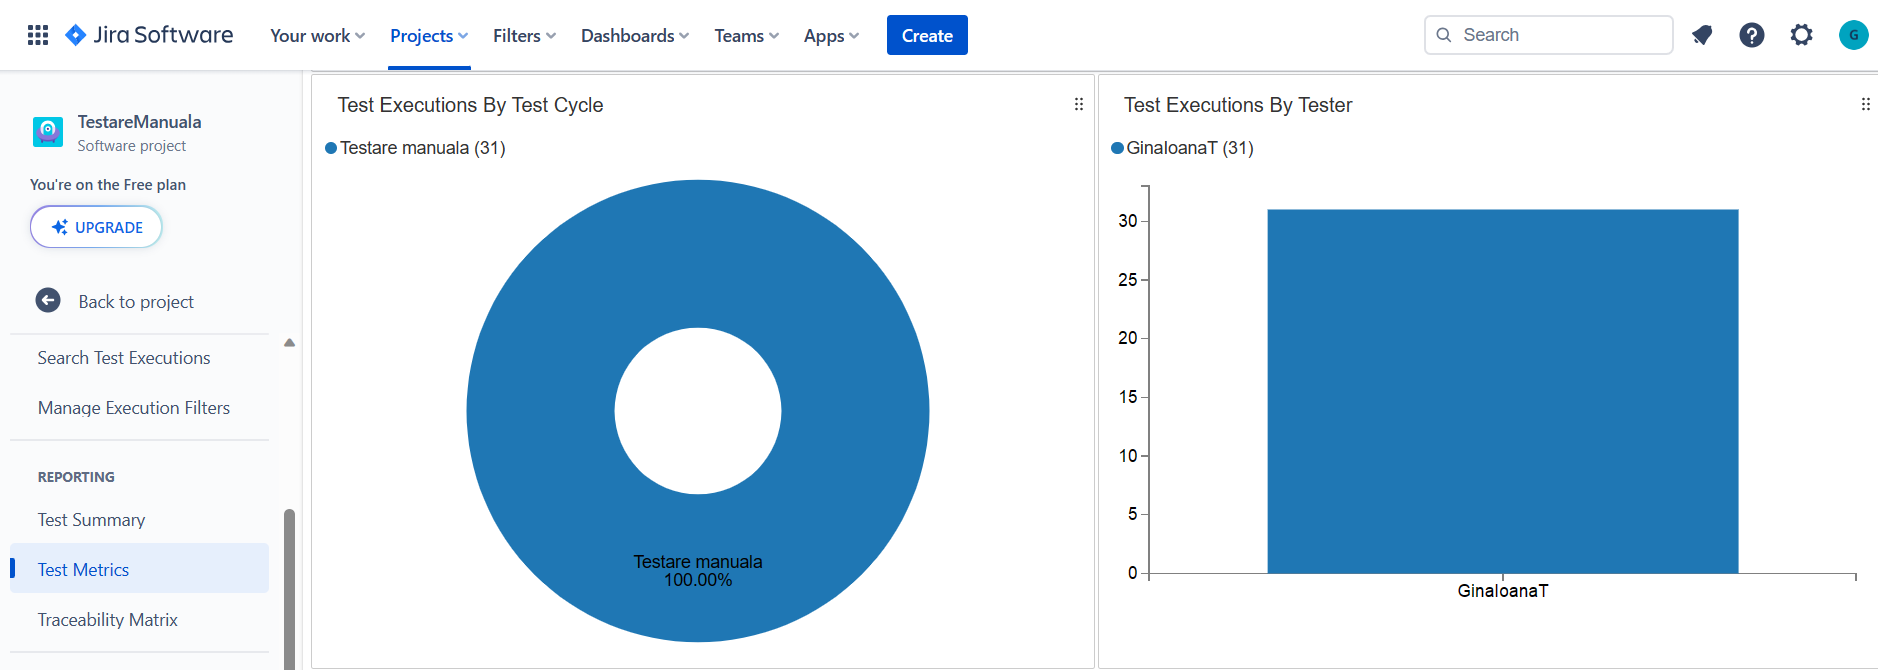 Jira Software
Your work
Projects
Filters
Dashboards
Teams
Apps
Create
Search
G
TestareManuala
Software project
You're on the Free plan
UPGRADE
Back to project
Search Test Executions
Manage Execution Filters
REPORTING
Test Summary
Test Metrics
Traceability Matrix
Test Executions By Test Cycle
Testare manuala (31)
Testare manuala
100.00%
Test Executions By Tester
GinaIoanaT (31)
30
25
20
15
10
5
0
GinaIoanaT